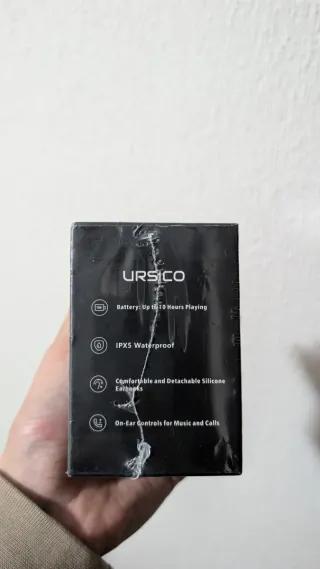 URSICO
Battery: Up to 10 Hours Playing
IPX5 Waterproof
Comfortable and Detachable Silicone
Earhooks
On-Ear Controls for Music and Calls